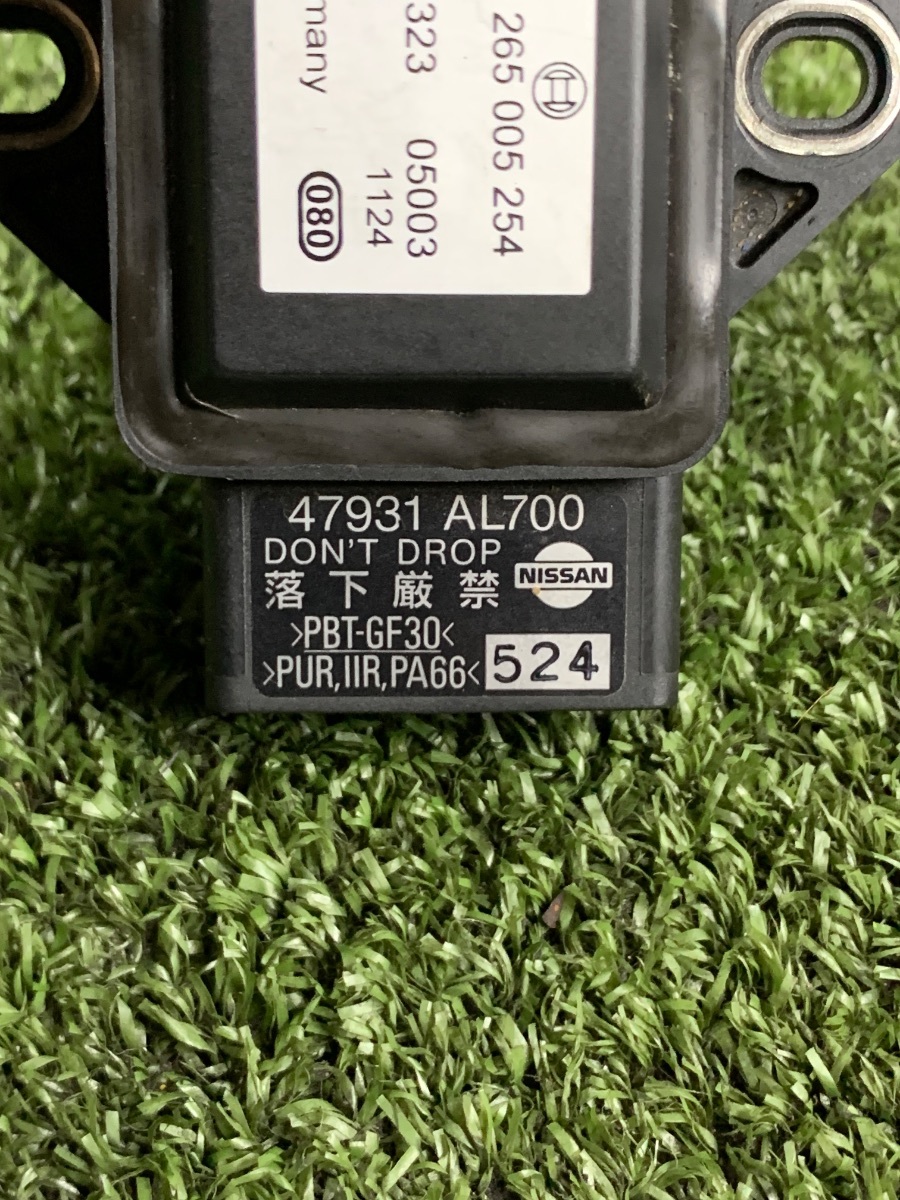 265 005 254
323 05003
1124
many
080
47931 AL700
DON'T DROP
落下厳禁
NISSAN
>PBT-GF30<
>PUR,IIR,PA66<
524